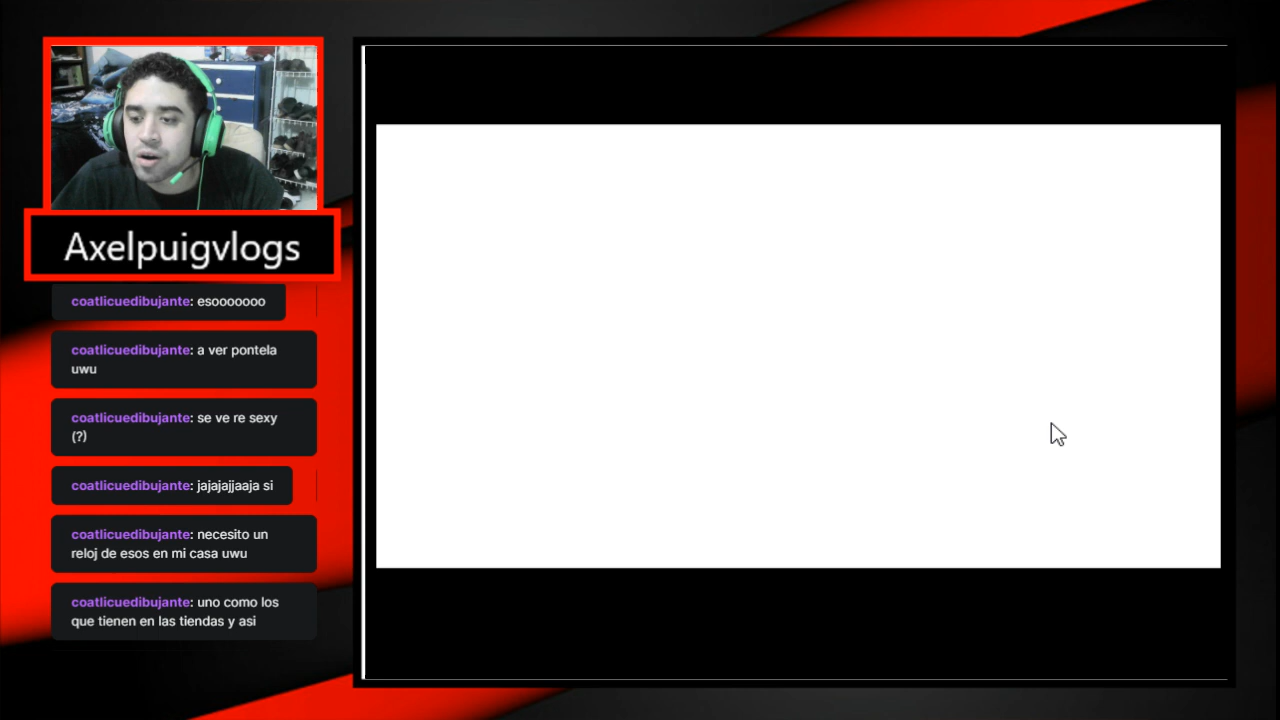 Axelpuigvlogs
coatlicuedibujante: esooooooo
coatlicuedibujante: a ver pontela
uwu
coatlicuedibujante: se ve re sexy
(?)
coatlicuedibujante: jajajajjaaja si
coatlicuedibujante: necesito un
reloj de esos en mi casa uwu
coatlicuedibujante: uno como los
que tienen en las tiendas y asi